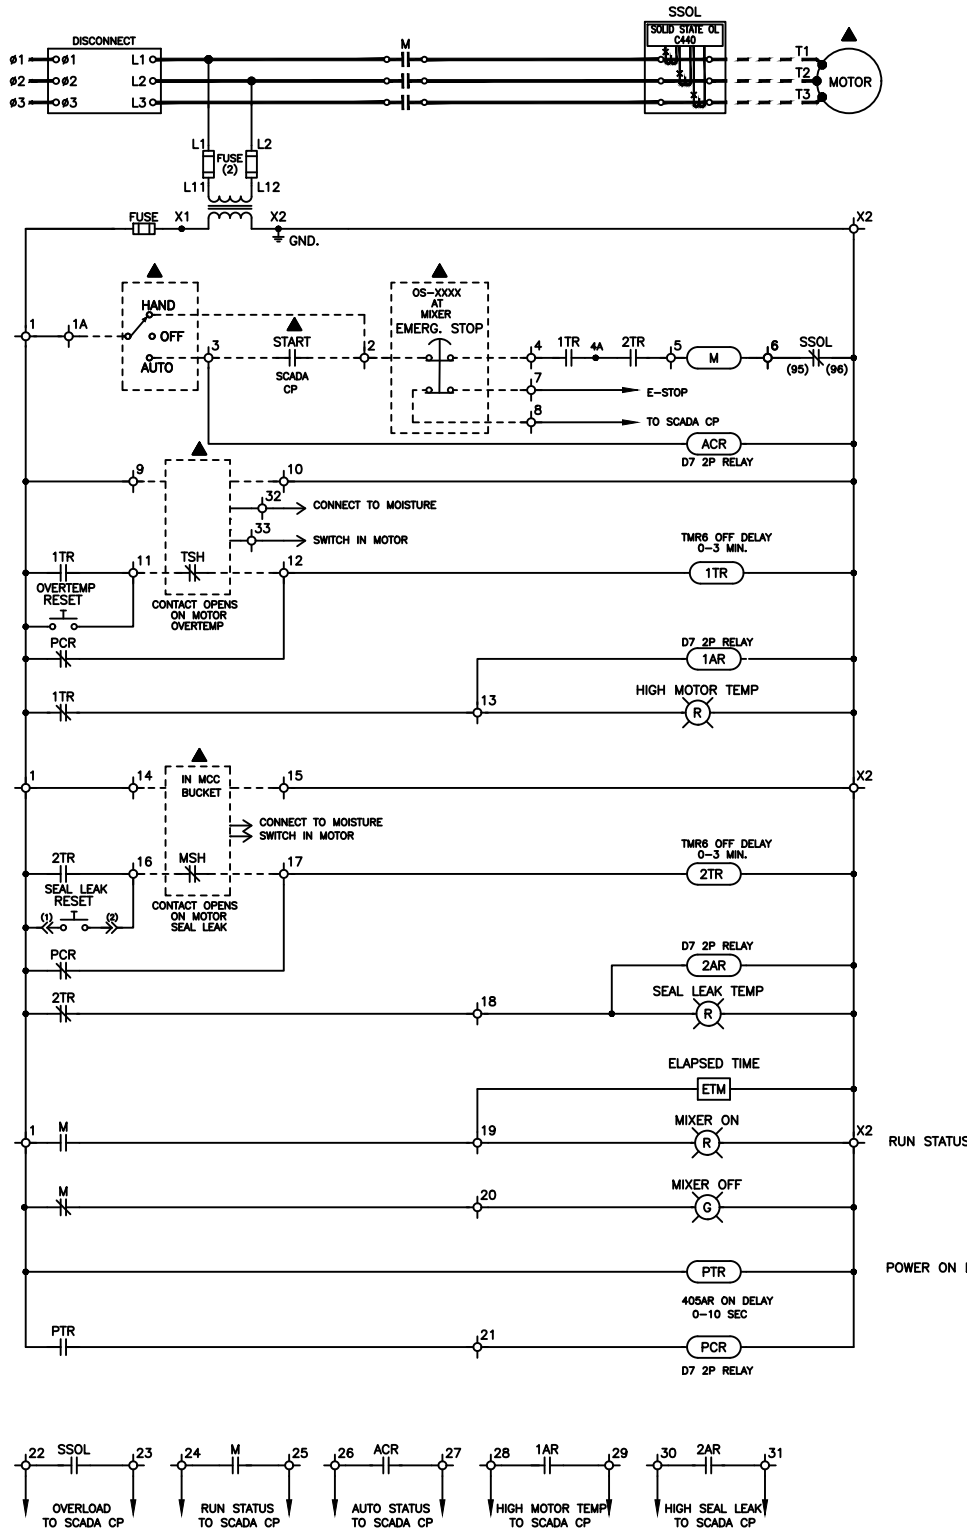 SSOL
DISCONNECT
M
SOLID STATE OL
C440
ø1 ø1 L1 T1
ø2 ø2 L2 T2 MOTOR
ø3 ø3 L3 T3
L1 FUSE L2
(2)
L11 L12
FUSE X1 X2 X2
GND.
OS-XXXX
AT
MIXER
EMERG. STOP
HAND
1 1A OFF 3 START 2 4 1TR 4A 2TR 5 M 6 SSOL
(95) (96)
AUTO
SCADA
CP
7 E-STOP
8 TO SCADA CP
ACR
D7 2P RELAY
9 10
32 CONNECT TO MOISTURE
33 SWITCH IN MOTOR
TMR6 OFF DELAY
0-3 MIN.
1TR 11 TSH 12 1TR
OVERTEMP
RESET
CONTACT OPENS
ON MOTOR
OVERTEMP
PCR
D7 2P RELAY
1AR
1TR 13
HIGH MOTOR TEMP
R
1 14 IN MCC 15 X2
BUCKET
CONNECT TO MOISTURE
SWITCH IN MOTOR
TMR6 OFF DELAY
0-3 MIN.
2TR 16 MSH 17 2TR
SEAL LEAK
RESET
(1) (2)
CONTACT OPENS
ON MOTOR
SEAL LEAK
PCR
D7 2P RELAY
2AR
2TR 18
SEAL LEAK TEMP
R
ELAPSED TIME
ETM
MIXER ON
1 M 19 R X2 RUN STATUS
MIXER OFF
M 20 G
PTR POWER ON
405AR ON DELAY
0-10 SEC
PTR 21 PCR
D7 2P RELAY
22 SSOL 23 24 M 25 26 ACR 27 28 1AR 29 30 2AR 31
OVERLOAD
TO SCADA CP
RUN STATUS
TO SCADA CP
AUTO STATUS
TO SCADA CP
HIGH MOTOR TEMP
TO SCADA CP
HIGH SEAL LEAK
TO SCADA CP